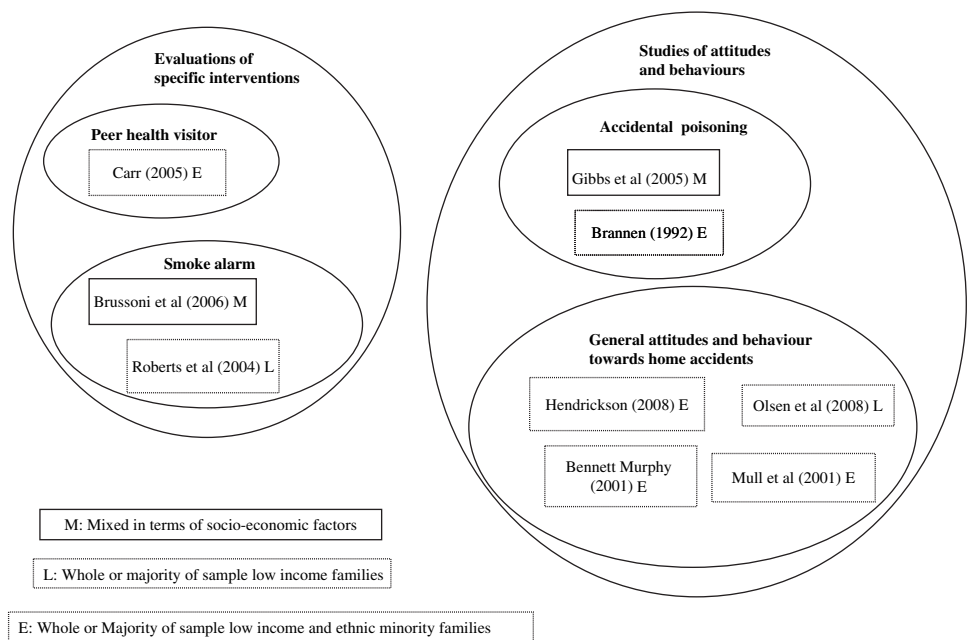 Evaluations of
specific interventions
Peer health visitor
Carr (2005) E
Smoke alarm
Brussoni et al (2006) M
Roberts et al (2004) L
Studies of attitudes
and behaviours
Accidental poisoning
Gibbs et al (2005) M
Brannen (1992) E
General attitudes and behaviour
towards home accidents
Hendrickson (2008) E
Olsen et al (2008) L
Bennett Murphy
(2001) E
Mull et al (2001) E
M: Mixed in terms of socio-economic factors
L: Whole or majority of sample low income families
E: Whole or Majority of sample low income and ethnic minority families